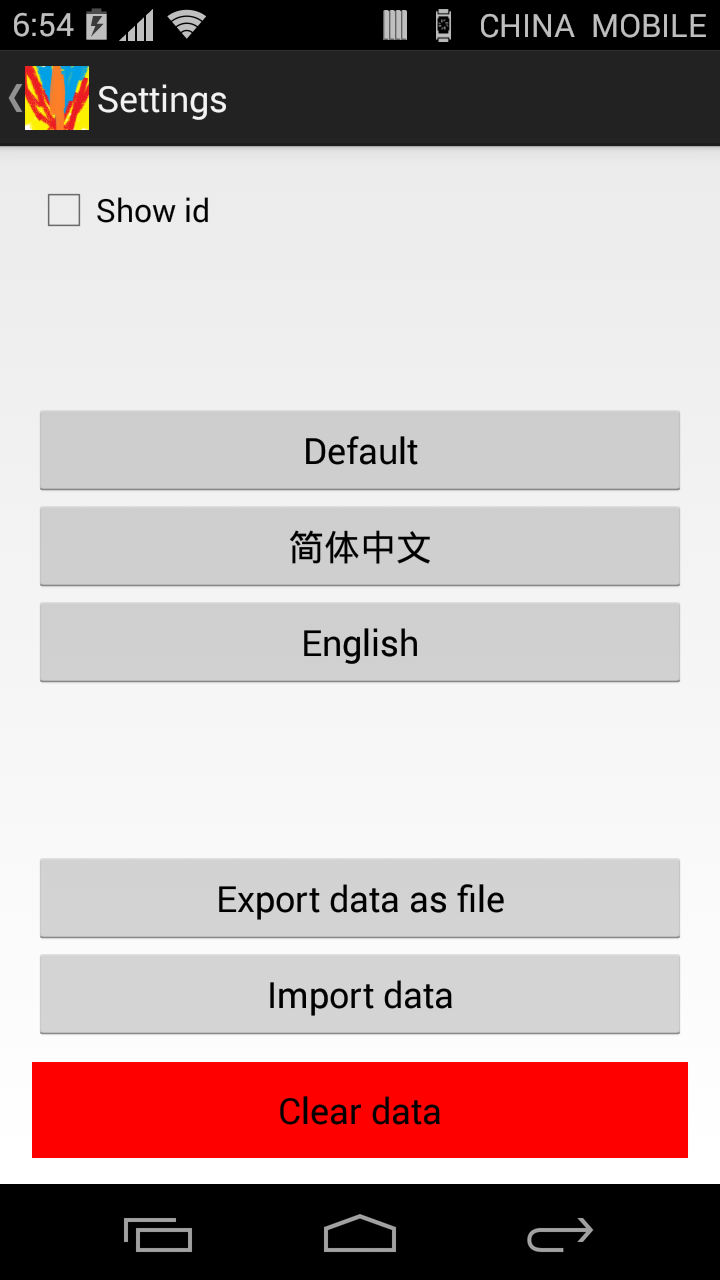 6:54 CHINA MOBILE
Settings
Show id
Default
简体中文
English
Export data as file
Import data
Clear data